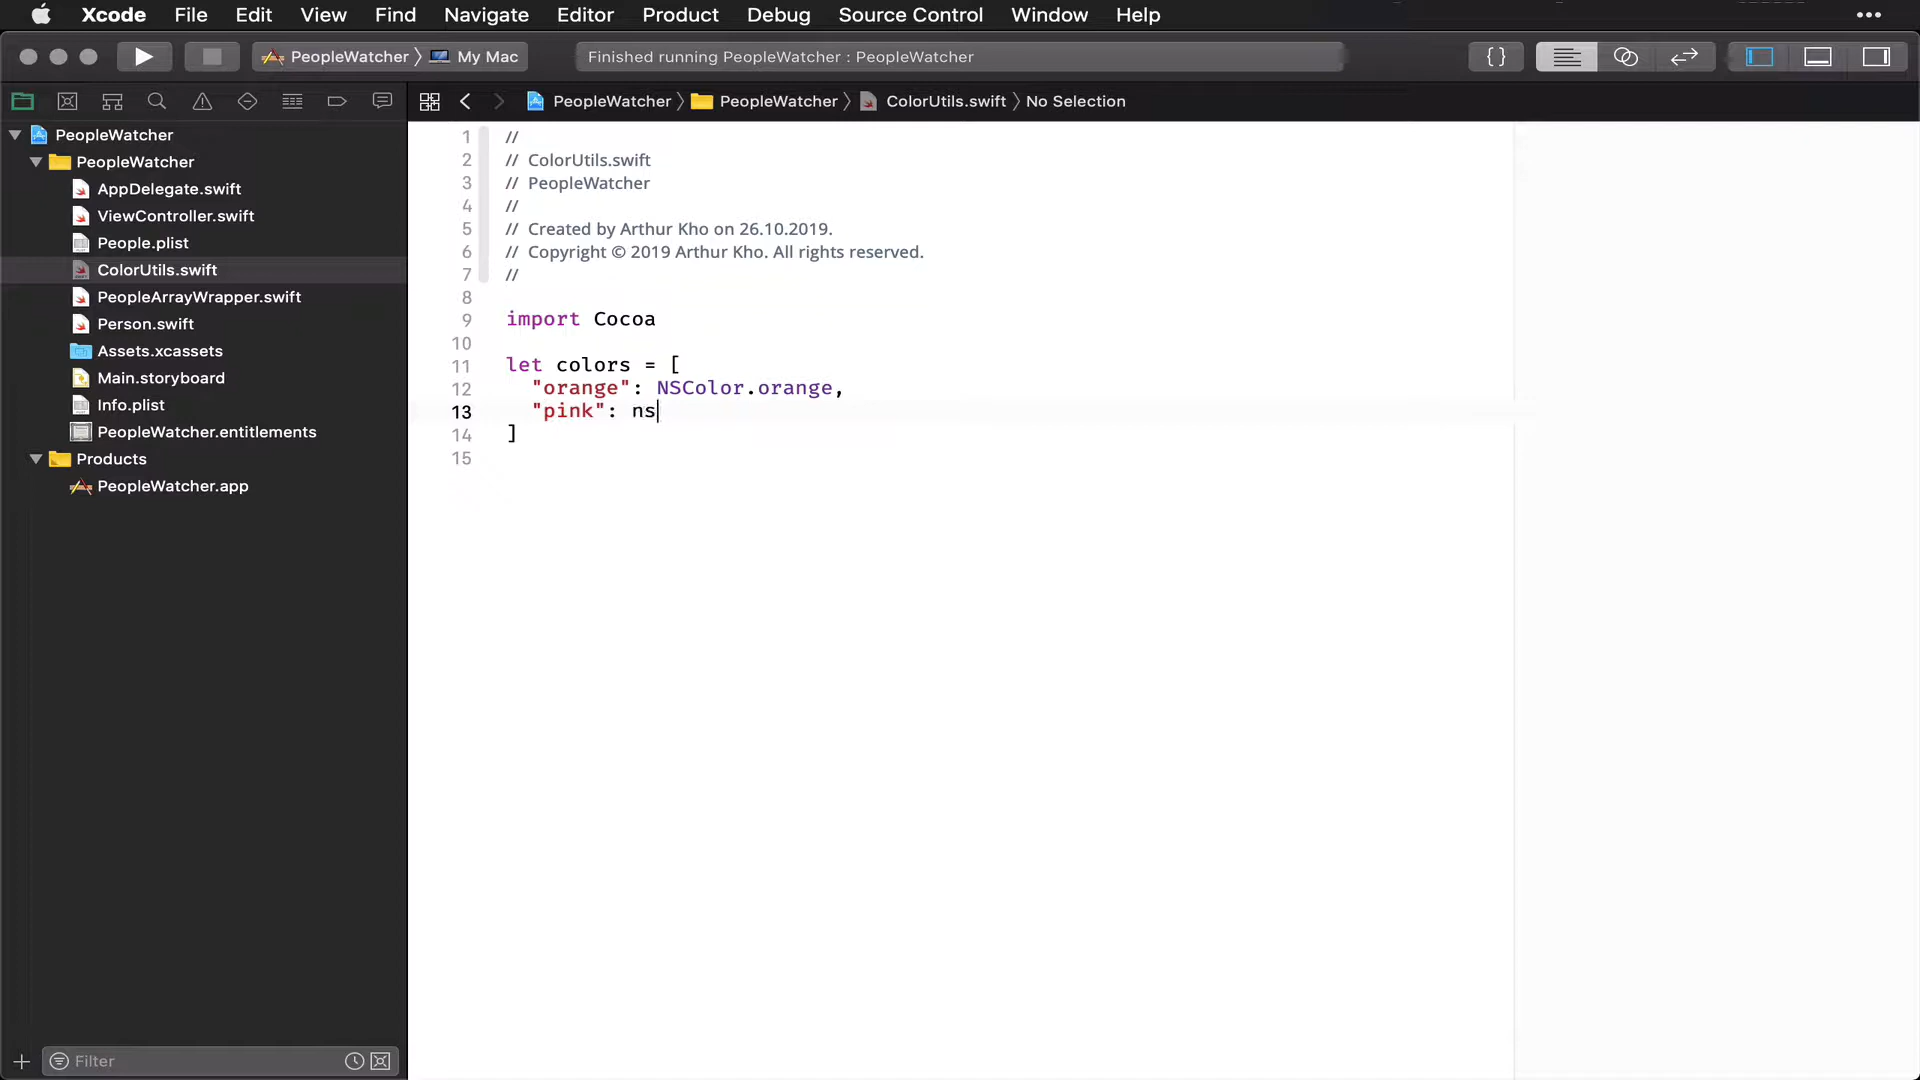 Xcode File Edit View Find Navigate Editor Product Debug Source Control Window Help
PeopleWatcher 〉 My Mac
Finished running PeopleWatcher : PeopleWatcher
{ }
PeopleWatcher 〉 PeopleWatcher 〉 ColorUtils.swift 〉 No Selection
PeopleWatcher
PeopleWatcher
AppDelegate.swift
ViewController.swift
People.plist
ColorUtils.swift
PeopleArrayWrapper.swift
Person.swift
Assets.xcassets
Main.storyboard
Info.plist
PeopleWatcher.entitlements
Products
PeopleWatcher.app
Filter
1 //
2 // ColorUtils.swift
3 // PeopleWatcher
4 //
5 // Created by Arthur Kho on 26.10.2019.
6 // Copyright © 2019 Arthur Kho. All rights reserved.
7 //
8
9 import Cocoa
10
11 let colors = [
12 "orange": NSColor.orange,
13 "pink": ns
14 ]
15